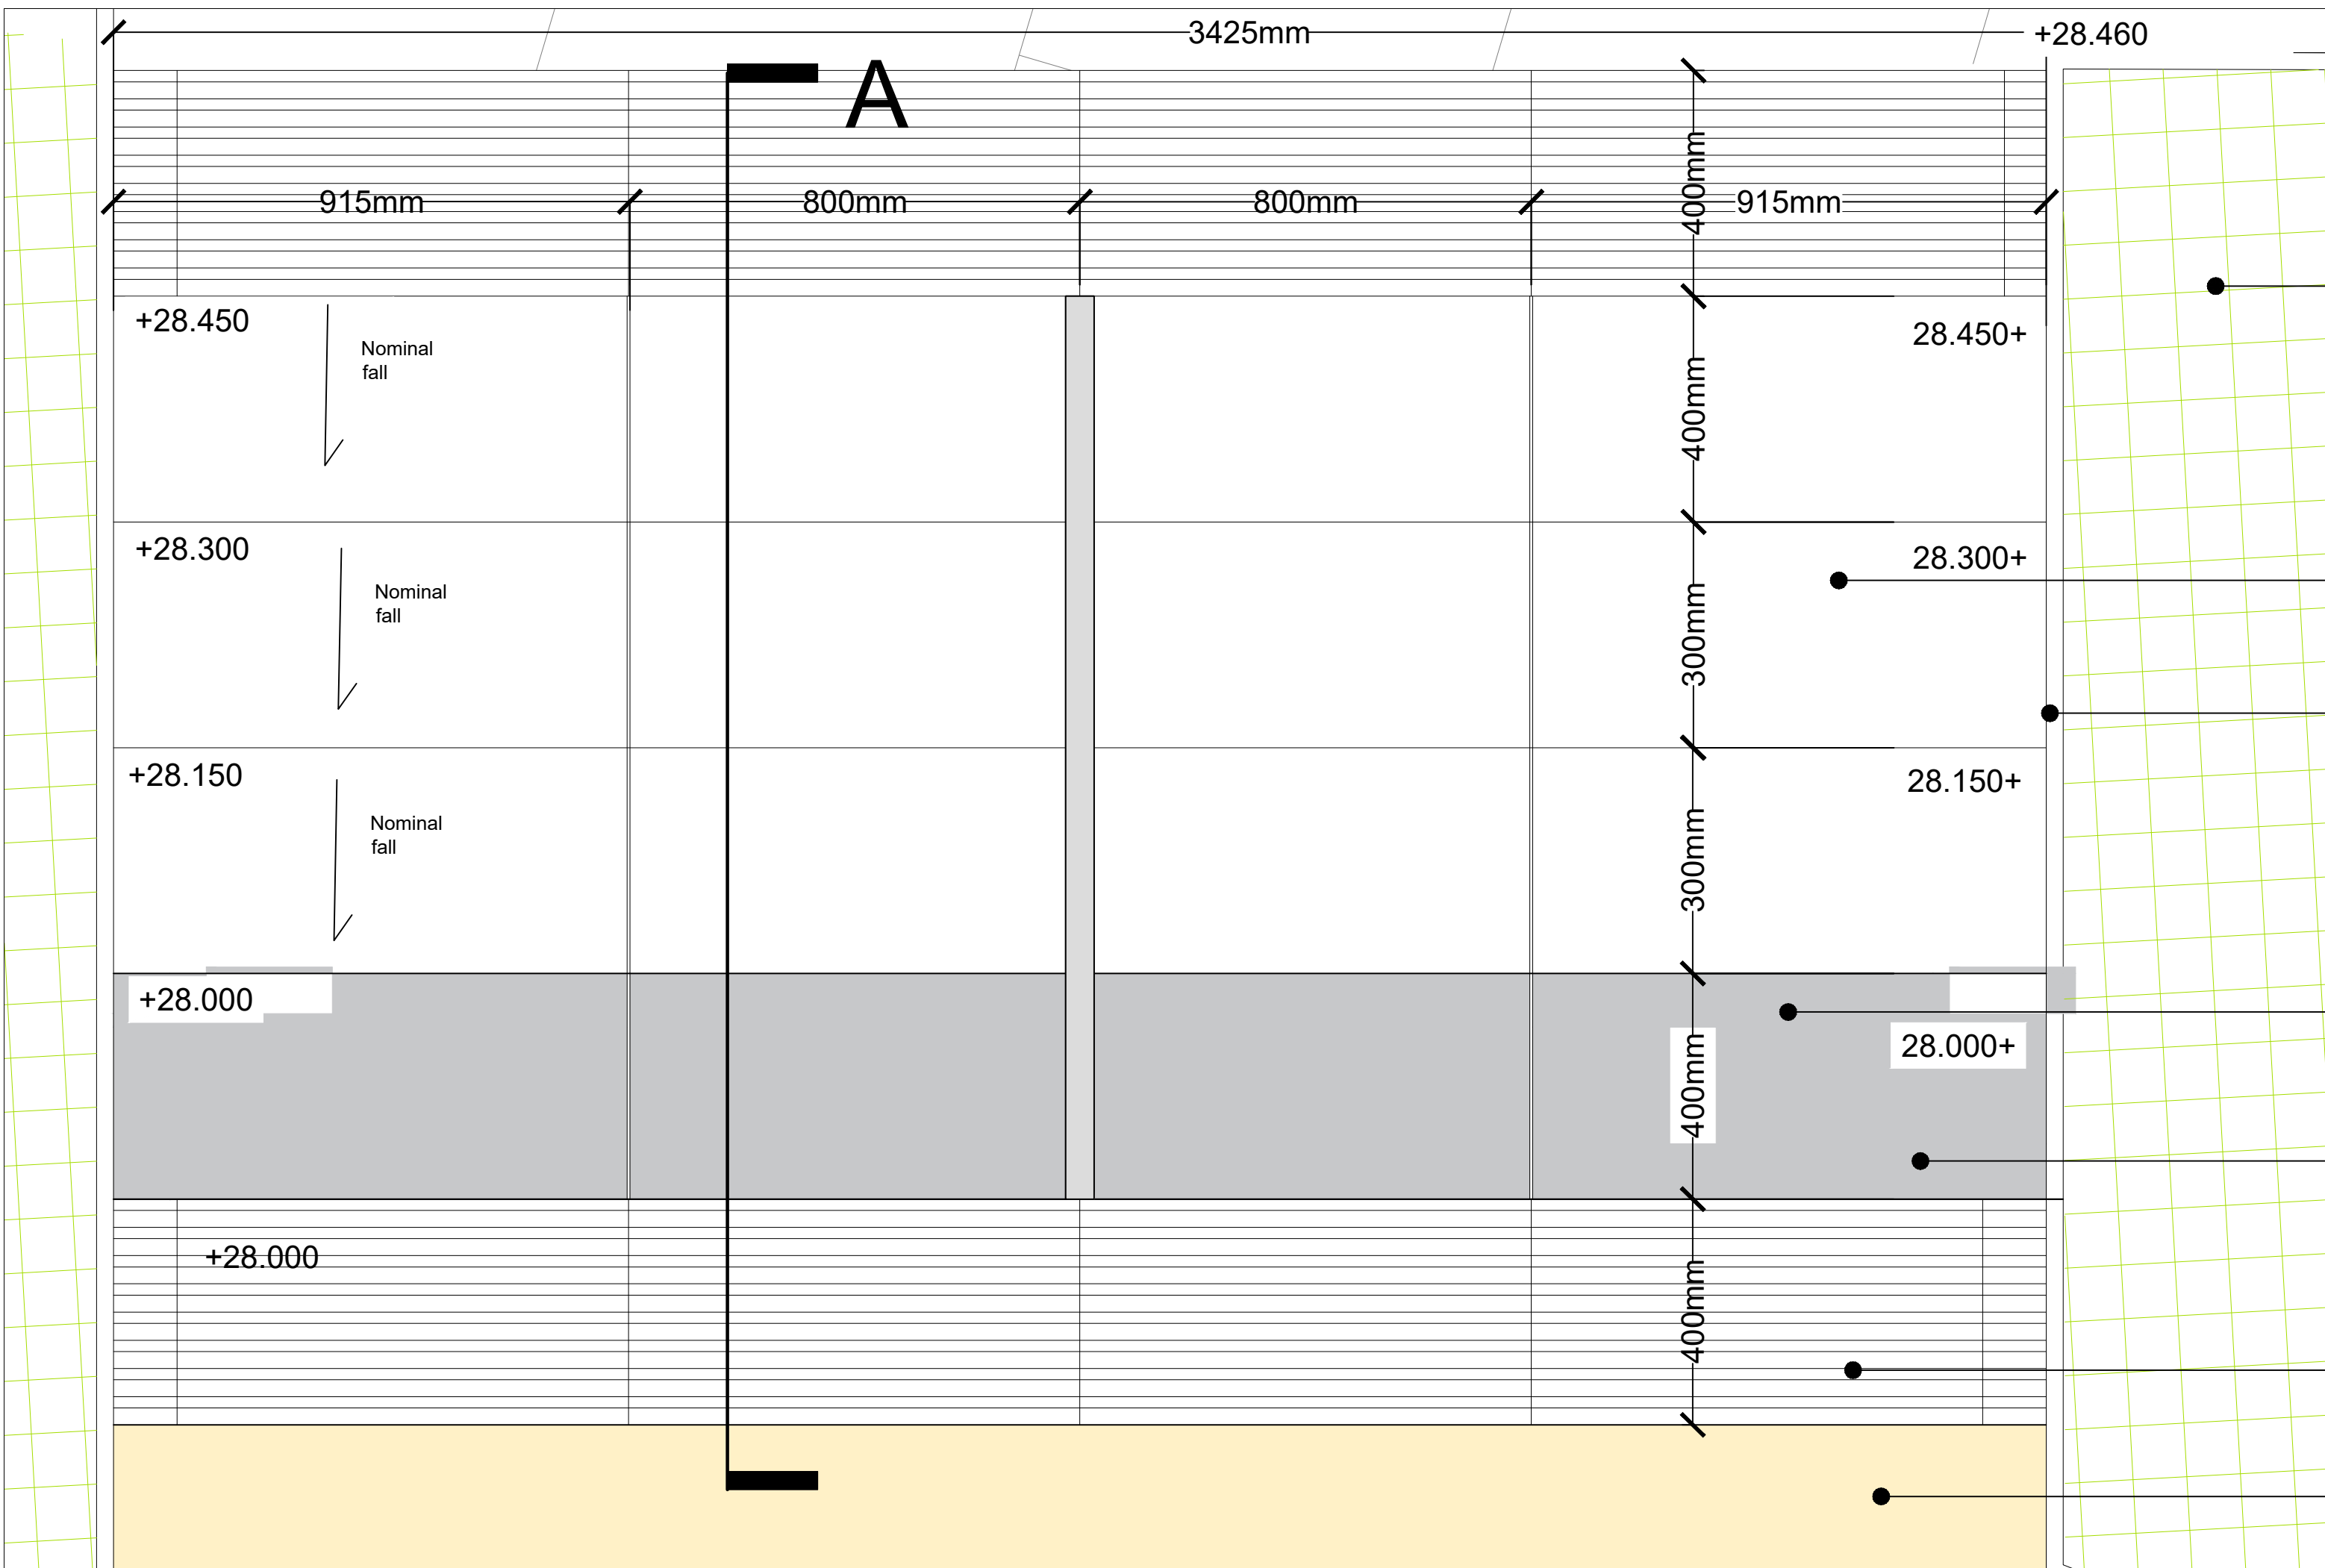 3425mm
+28.460
A
400mm
915mm
800mm
800mm
915mm
+28.450
28.450+
Nominal
fall
400mm
+28.300
28.300+
Nominal
fall
300mm
+28.150
28.150+
Nominal
fall
300mm
+28.000
28.000+
400mm
+28.000
400mm